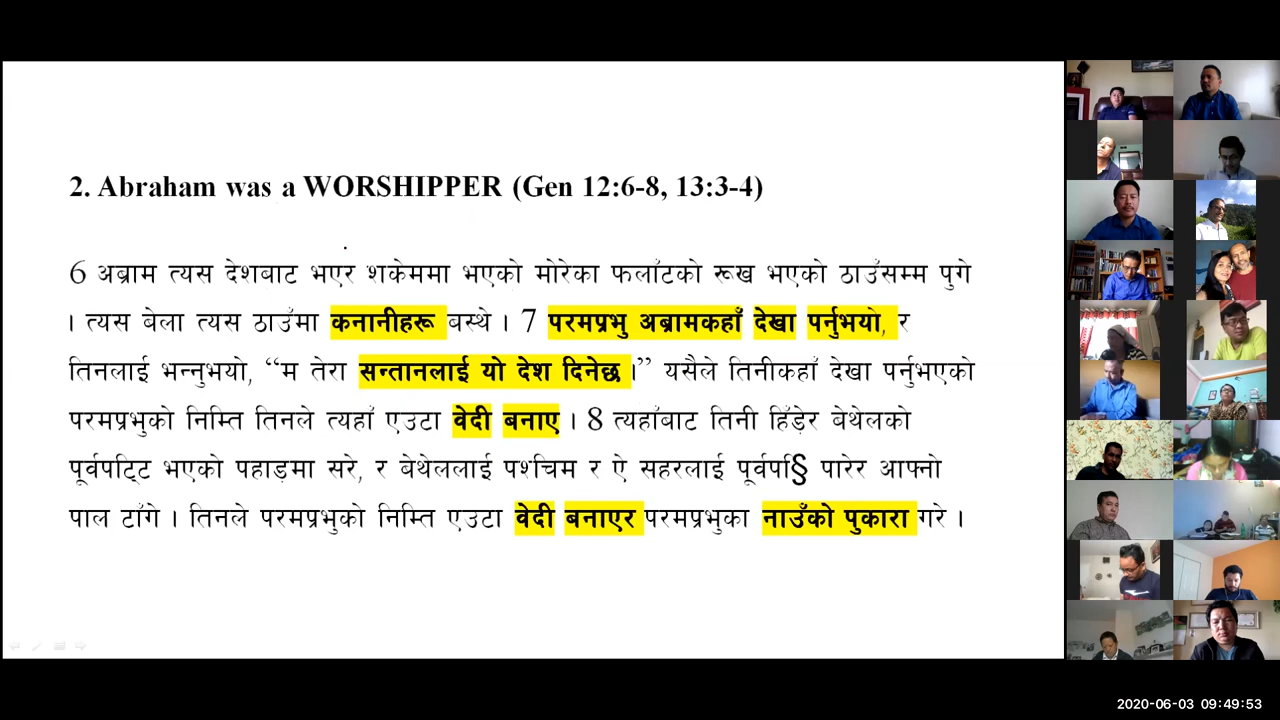 2. Abraham was a WORSHIPPER (Gen 12:6-8, 13:3-4)
6 अब्राम त्यस देशबाट भएर शकेममा भएको मोरेका फलाँटको रूख भएको ठाउँसम्म पुगे
। त्यस बेला त्यस ठाउँमा कनानीहरू बस्थे । 7 परमप्रभु अब्रामकहाँ देखा पर्नुभयो, र
तिनलाई भन्नुभयो, “म तेरा सन्तानलाई यो देश दिनेछ ।” यसैले तिनीकहाँ देखा पर्नुभएको
परमप्रभुको निम्ति तिनले त्यहाँ एउटा वेदी बनाए । 8 त्यहाँबाट तिनी हिँड़ेर बेथेलको
पूर्वपटि्ट भएको पहाड़मा सरे, र बेथेललाई पश्चिम र ऐ सहरलाई पूर्वपा§ि पारेर आफ्नो
पाल टाँगे । तिनले परमप्रभुको निम्ति एउटा वेदी बनाएर परमप्रभुका नाउँको पुकारा गरे ।
2020-06-03 09:49:53